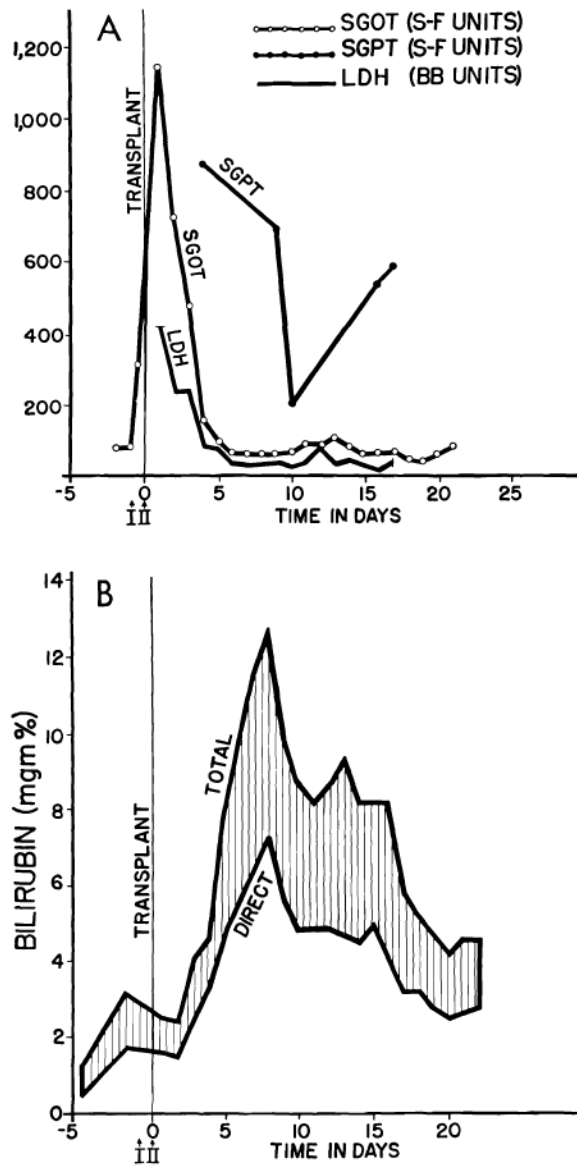 A
SGOT (S-F UNITS)
SGPT (S-F UNITS)
LDH (BB UNITS)
1,200
1,000
800
600
400
200
TRANSPLANT
SGOT
LDH
SGPT
-5 0 5 10 15 20 25
I II
TIME IN DAYS
B
14
12
10
8
6
4
2
0
BILIRUBIN (mgm%)
TRANSPLANT
TOTAL
DIRECT
-5 0 5 10 15 20
I II
TIME IN DAYS